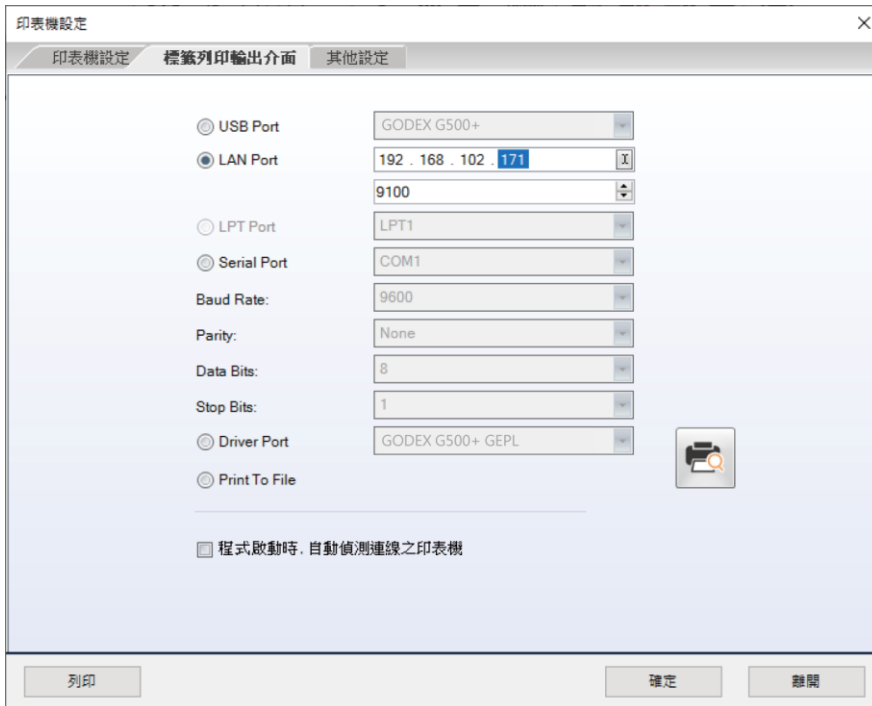 印表機設定
印表機設定 標籤列印輸出介面 其他設定
USB Port GODEX G500+
LAN Port 192 . 168 . 102 . 171
9100
LPT Port LPT1
Serial Port COM1
Baud Rate: 9600
Parity: None
Data Bits: 8
Stop Bits: 1
Driver Port GODEX G500+ GEPL
Print To File
程式啟動時, 自動偵測連線之印表機
列印 確定 離開